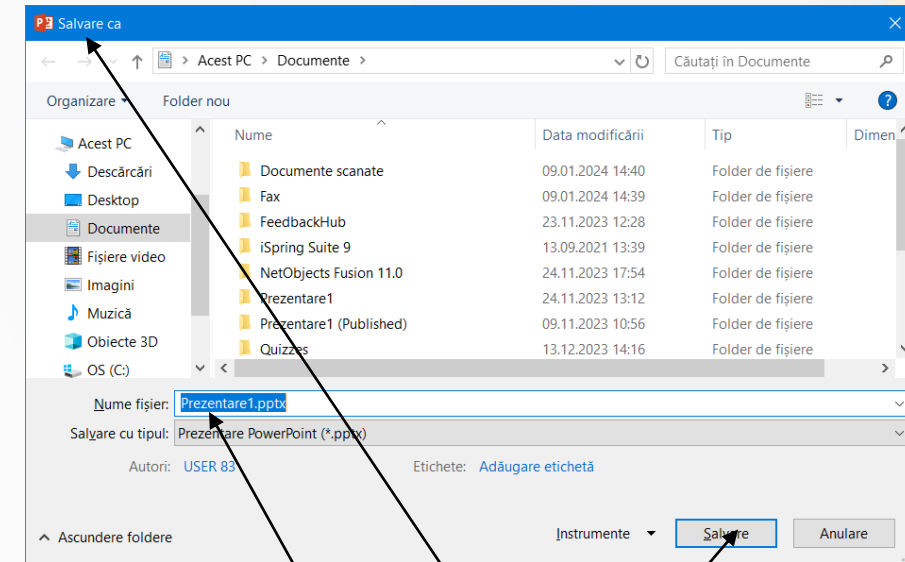 Salvare ca
Acest PC > Documente >
Căutați în Documente
Organizare
Folder nou
Nume
Data modificării
Tip
Dimen
Acest PC
Descărcări
Desktop
Documente
Fișiere video
Imagini
Muzică
Obiecte 3D
OS (C:)
Documente scanate 09.01.2024 14:40 Folder de fișiere
Fax 09.01.2024 14:39 Folder de fișiere
FeedbackHub 23.11.2023 12:28 Folder de fișiere
iSpring Suite 9 13.09.2021 13:39 Folder de fișiere
NetObjects Fusion 11.0 24.11.2023 17:54 Folder de fișiere
Prezentare1 24.11.2023 13:12 Folder de fișiere
Prezentare1 (Published) 09.11.2023 10:56 Folder de fișiere
Quizzes 13.12.2023 14:16 Folder de fișiere
Nume fișier: Prezentare1.pptx
Salvare cu tipul: Prezentare PowerPoint (*.pptx)
Autori: USER 83
Etichete: Adăugare etichetă
Ascundere foldere
Instrumente
Salvare
Anulare